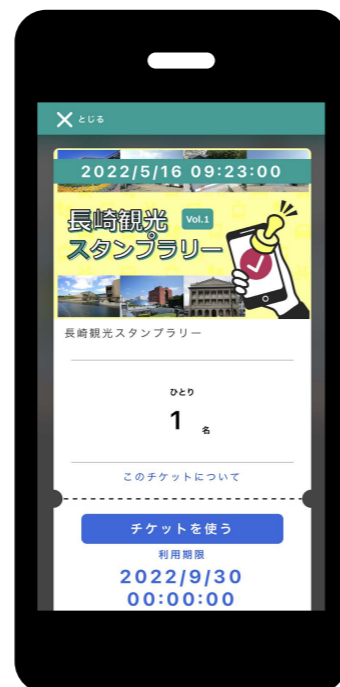 とじる
2022/5/16 09:23:00
長崎観光 Vol.1
スタンプラリー
長崎観光スタンプラリー
ひとり
1 名
このチケットについて
チケットを使う
利用期限
2022/9/30
00:00:00